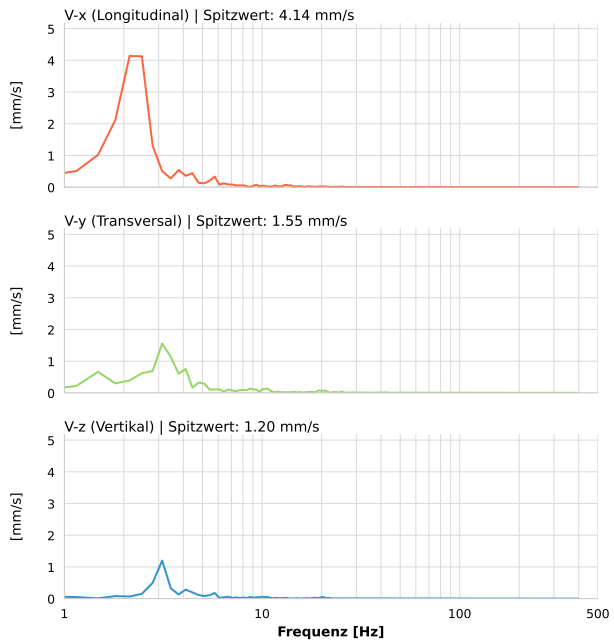 V-x (Longitudinal) | Spitzwert: 4.14 mm/s
5
4
3
2
1
0
[mm/s]
V-y (Transversal) | Spitzwert: 1.55 mm/s
5
4
3
2
1
0
[mm/s]
V-z (Vertikal) | Spitzwert: 1.20 mm/s
5
4
3
2
1
0
[mm/s]
1 10 100 500
Frequenz [Hz]